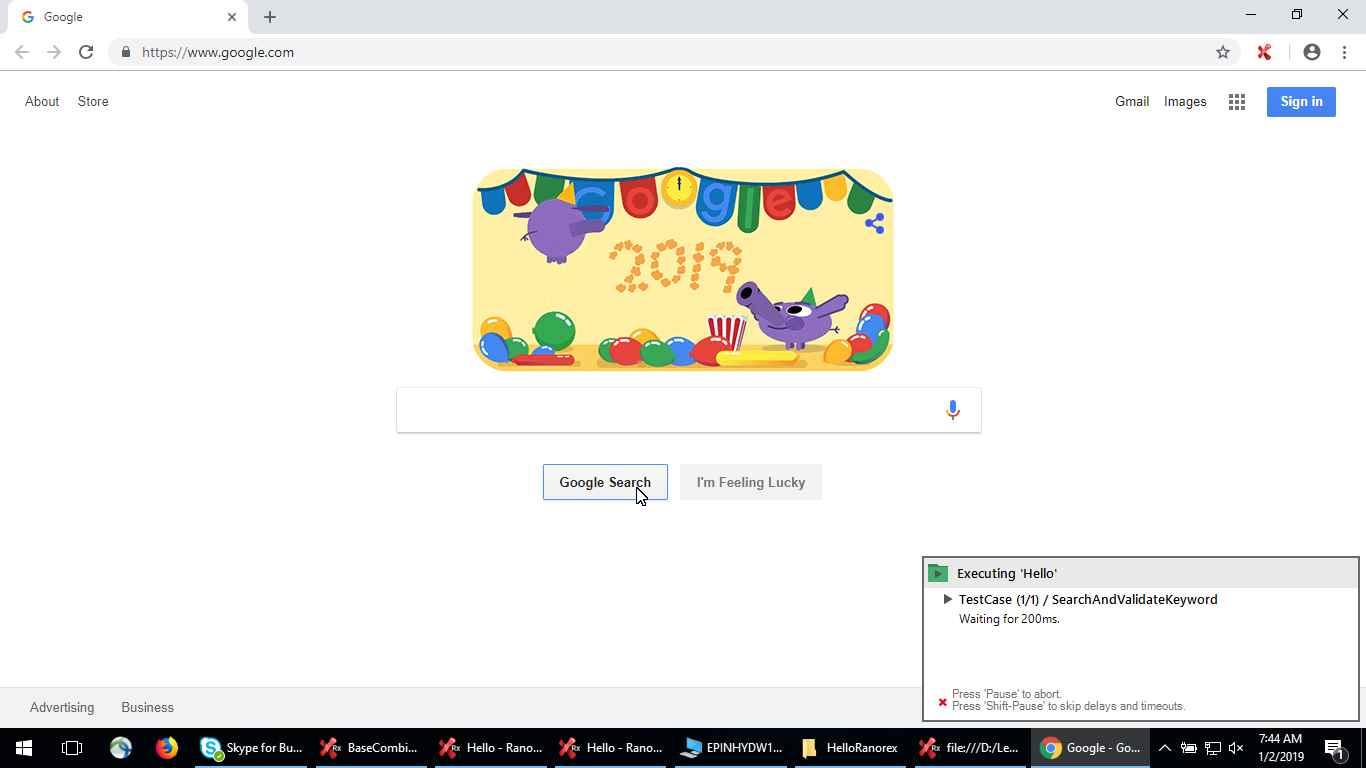 Google
https://www.google.com
About Store Gmail Images Sign in
2019
Google Search I'm Feeling Lucky
Executing 'Hello'
TestCase (1/1) / SearchAndValidateKeyword
Waiting for 200ms.
Press 'Pause' to abort.
Press 'Shift-Pause' to skip delays and timeouts.
Advertising Business
Skype for Bu... BaseCombi... Hello - Rano... Hello - Rano... EPINHYDW1... HelloRanorex file:///D:/Le... Google - Go... 7:44 AM
1/2/2019 1